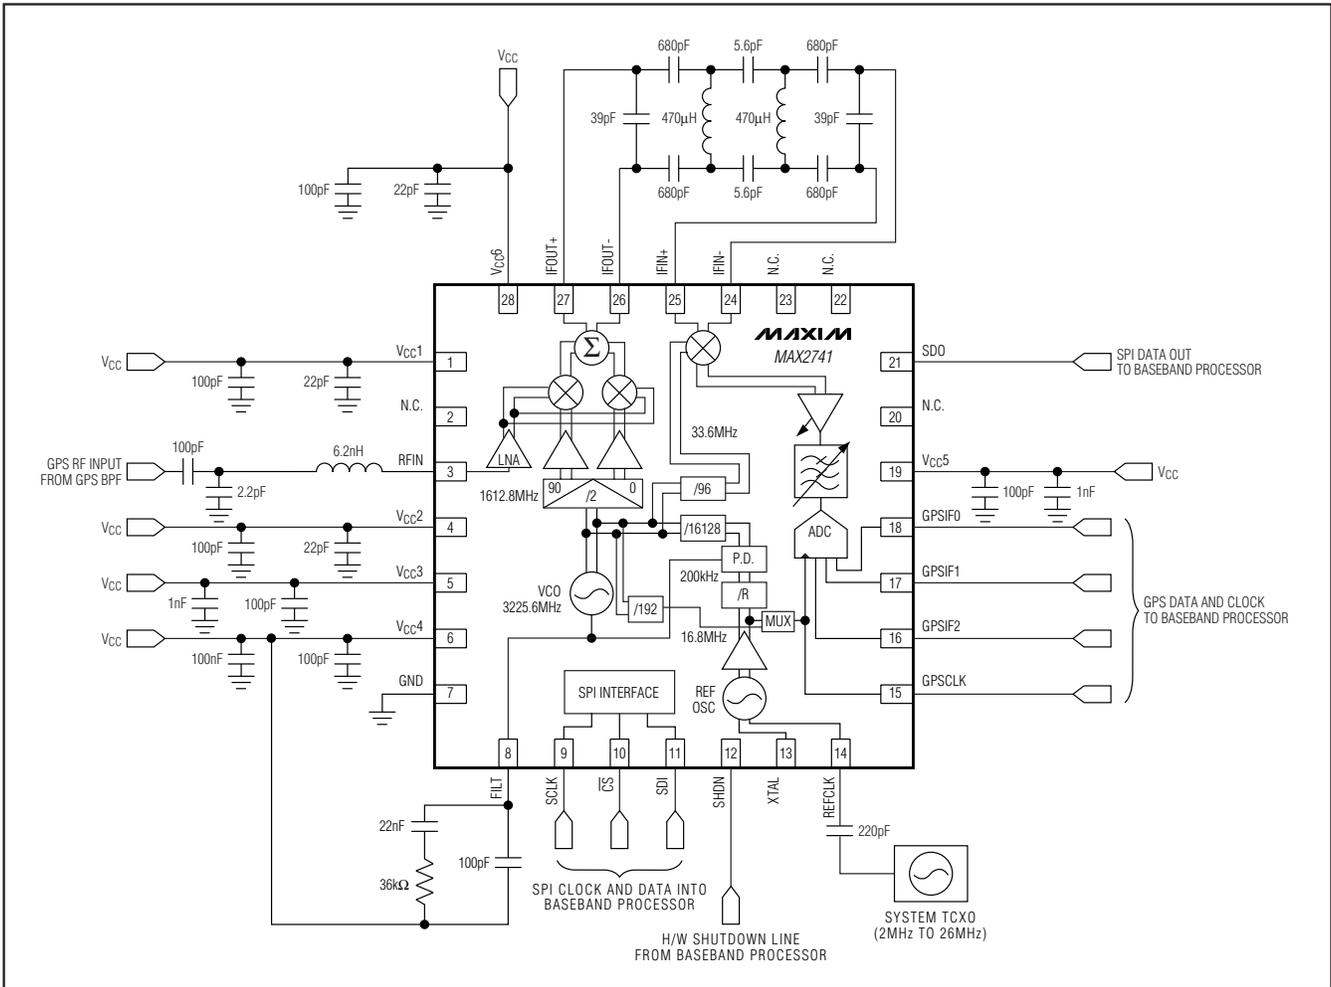 680pF 5.6pF 680pF
VCC
39pF 470µH 470µH 39pF
100pF 22pF
680pF 5.6pF 680pF
VCC6 IFOUT+ IFOUT- IFIN+ IFIN- N.C. N.C.
28 27 26 25 24 23 22
MAXIM
MAX2741
Σ
VCC VCC1 1
100pF 22pF
21 SDO
SPI DATA OUT
TO BASEBAND PROCESSOR
N.C. 2
20 N.C.
33.6MHz
100pF 6.2nH RFIN 3
GPS RF INPUT
FROM GPS BPF
2.2pF
LNA
19 VCC5 VCC
100pF 1nF
1612.8MHz 90 /2 0
/96
VCC VCC2 4
100pF 22pF
/16128
ADC
18 GPSIF0
P.D.
200kHz
/R
VCC VCC3 5
1nF 100pF
VCO
3225.6MHz
/192
17 GPSIF1
GPS DATA AND CLOCK
TO BASEBAND PROCESSOR
MUX
16.8MHz
VCC VCC4 6
100nF 100pF
16 GPSIF2
GND 7
SPI INTERFACE
REF
OSC
15 GPSCLK
8 9 10 11 12 13 14
FILT SCLK CS SDI SHDN XTAL REFCLK
22nF
36kΩ
100pF
220pF
SPI CLOCK AND DATA INTO
BASEBAND PROCESSOR
H/W SHUTDOWN LINE
FROM BASEBAND PROCESSOR
SYSTEM TCXO
(2MHz TO 26MHz)